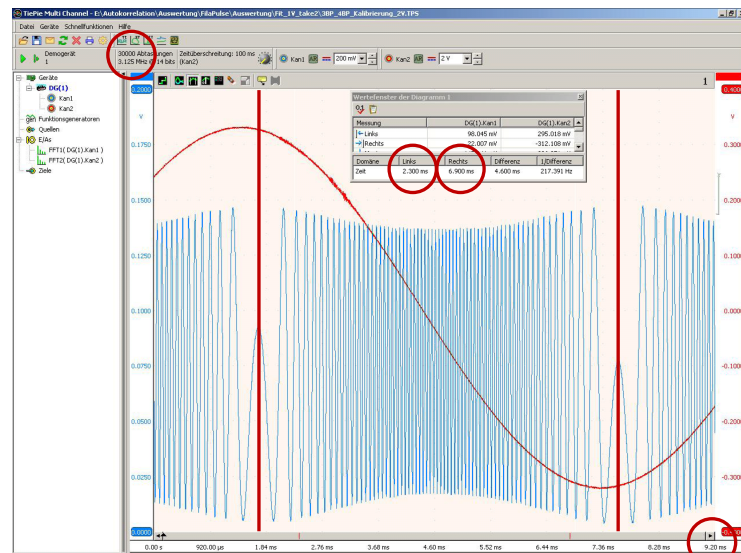 TiePie Multi Channel - E:\Autokorrelation\Auswertung\FilaPulse\Auswertung\Fit_1V_take2\3BP_4BP_Kalibrierung_2V.TPS
Datei Geräte Schnellfunktionen Hilfe
Demogerät
1
30000 Abtastungen
3.125 MHz @ 14 bits
Zeitüberschreitung: 100 ms
(Kan2)
Kan1 200 mV
Kan2 2 V
Geräte
DG(1)
Kan1
Kan2
Funktionsgeneratoren
Quellen
E/As
FFT1( DG(1).Kan1 )
FFT2( DG(1).Kan2 )
Ziele
1
Wertefenster der Diagramm 1
Messung DG(1).Kan1 DG(1).Kan2
Links 98.045 mV 295.018 mV
Rechts 22.007 mV -312.108 mV
Domäne Links Rechts Differenz 1/Differenz
Zeit 2.300 ms 6.900 ms 4.600 ms 217.391 Hz
0.2000
V
0.1750
0.1500
0.1250
0.1000
0.0750
0.0500
0.0250
0.0000
V
0.200
0.100
0.000
-0.100
-0.200
-0.300
0.00 s 920.00 µs 1.84 ms 2.76 ms 3.68 ms 4.60 ms 5.52 ms 6.44 ms 7.36 ms 8.28 ms 9.20 ms